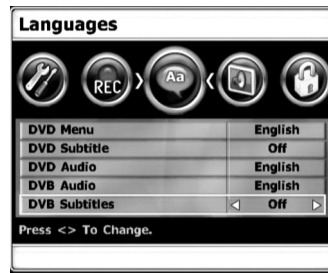 Languages
REC
Aa
DVD Menu English
DVD Subtitle Off
DVD Audio English
DVB Audio English
DVB Subtitles Off
Press <> To Change.